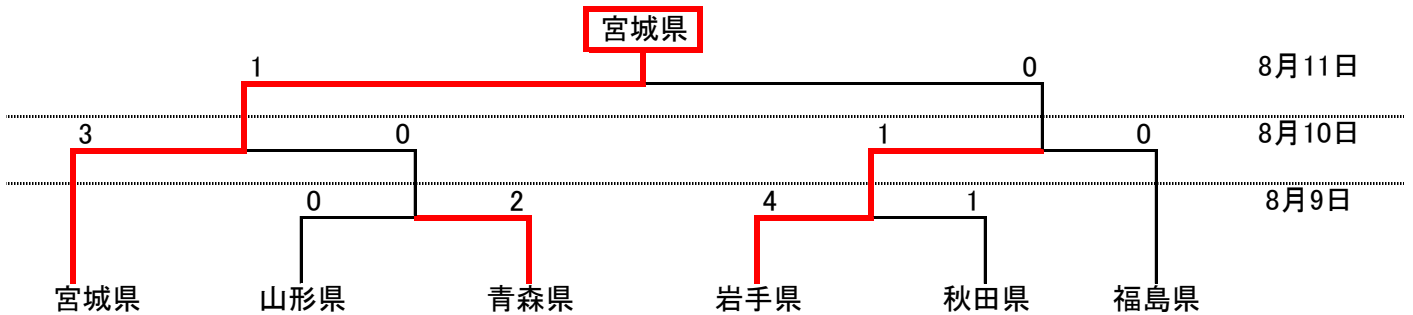 宮城県
1 0 8月11日
3 0 1 0 8月10日
0 2 4 1 8月9日
宮城県 山形県 青森県 岩手県 秋田県 福島県